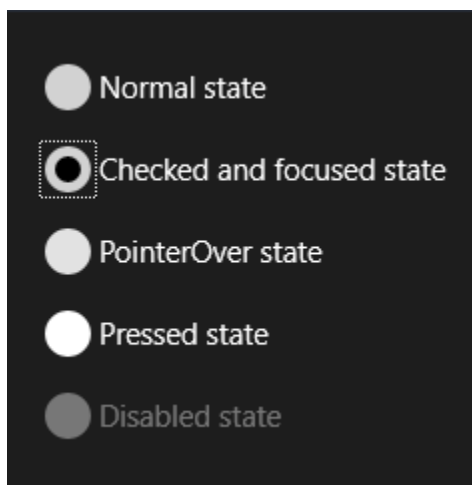 Normal state
Checked and focused state
PointerOver state
Pressed state
Disabled state